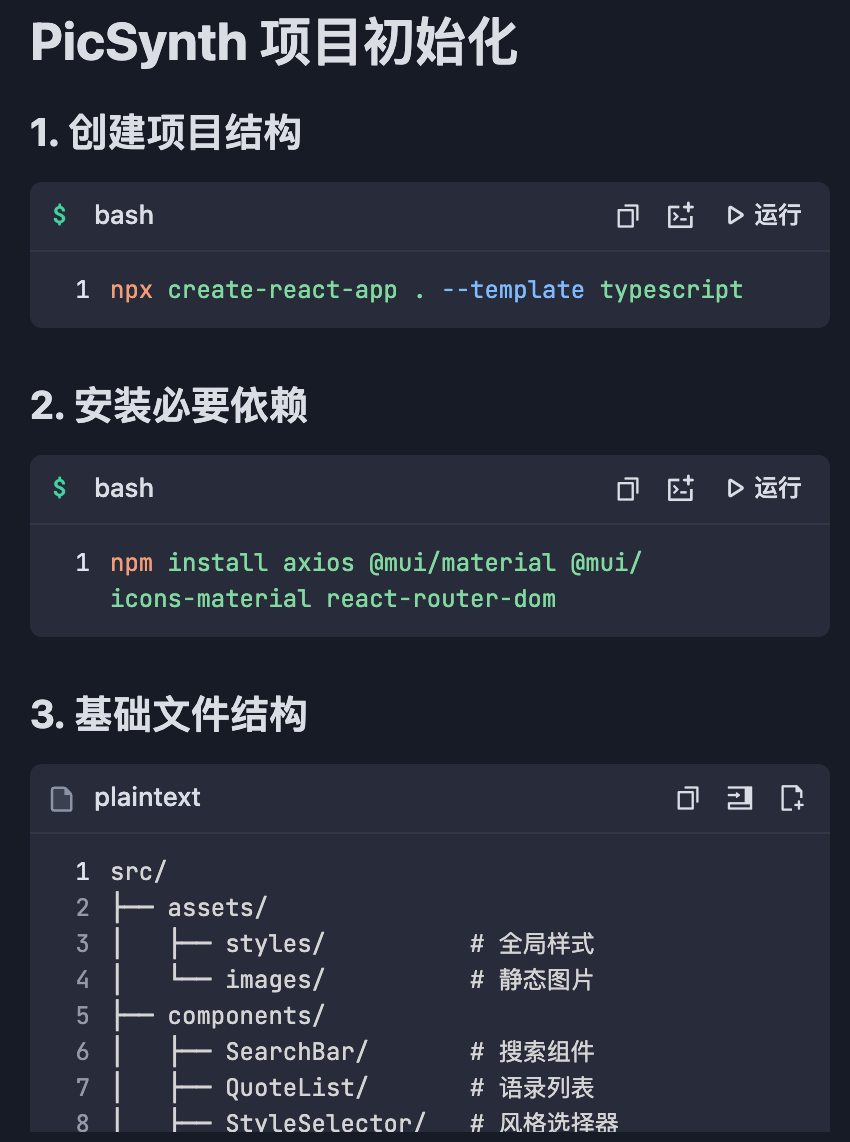 PicSynth 项目初始化
1. 创建项目结构
$ bash 运行
1 npx create-react-app . --template typescript
2. 安装必要依赖
$ bash 运行
1 npm install axios @mui/material @mui/
icons-material react-router-dom
3. 基础文件结构
plaintext
1 src/
2 ├── assets/
3 │   ├── styles/          # 全局样式
4 │   └── images/          # 静态图片
5 ├── components/
6 │   ├── SearchBar/       # 搜索组件
7 │   ├── QuoteList/       # 语录列表
8 │   ├── StyleSelector/   # 风格选择器